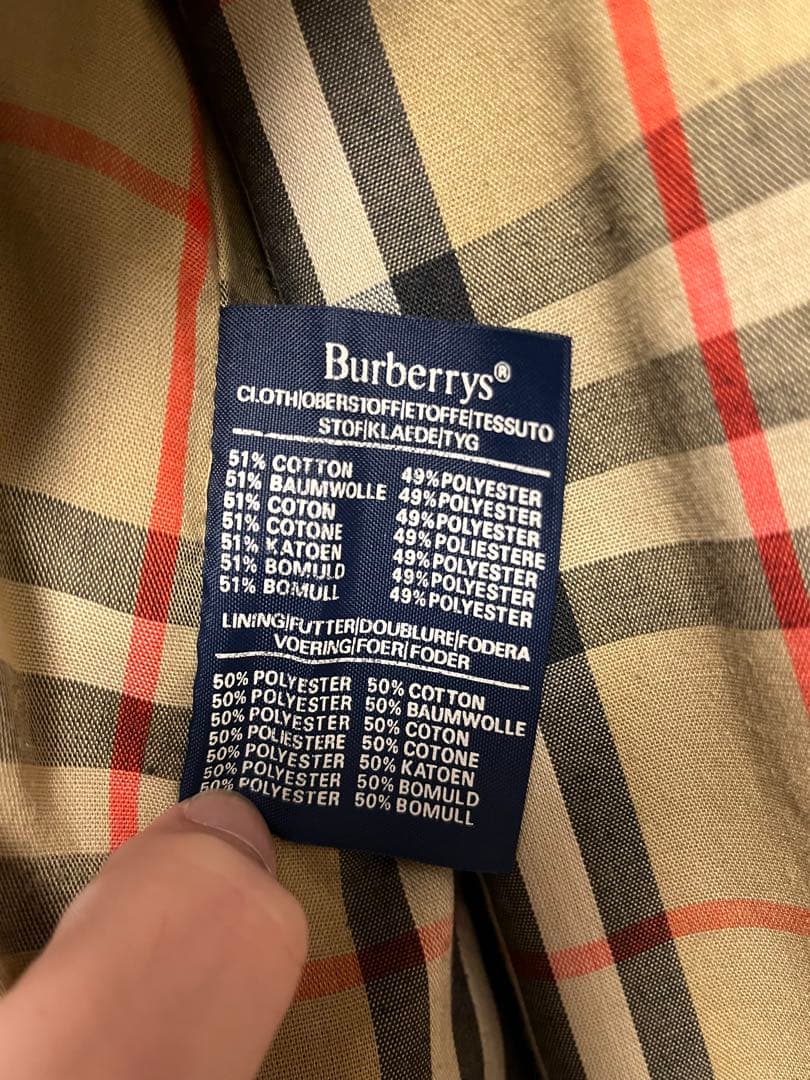 Burberrys®
CLOTH|OBERSTOFF|ETOFFE|TESSUTO
STOF|KLAEDE|TYG
51% COTTON 49% POLYESTER
51% BAUMWOLLE 49% POLYESTER
51% COTON 49% POLYESTER
51% COTONE 49% POLIESTERE
51% KATOEN 49% POLYESTER
51% BOMULD 49% POLYESTER
51% BOMULL 49% POLYESTER
LINING|FUTTER|DOUBLURE|FODERA
VOERING|FOER|FODER
50% POLYESTER 50% COTTON
50% POLYESTER 50% BAUMWOLLE
50% POLYESTER 50% COTON
50% POLIESTERE 50% COTONE
50% POLYESTER 50% KATOEN
50% POLYESTER 50% BOMULD
50% POLYESTER 50% BOMULL